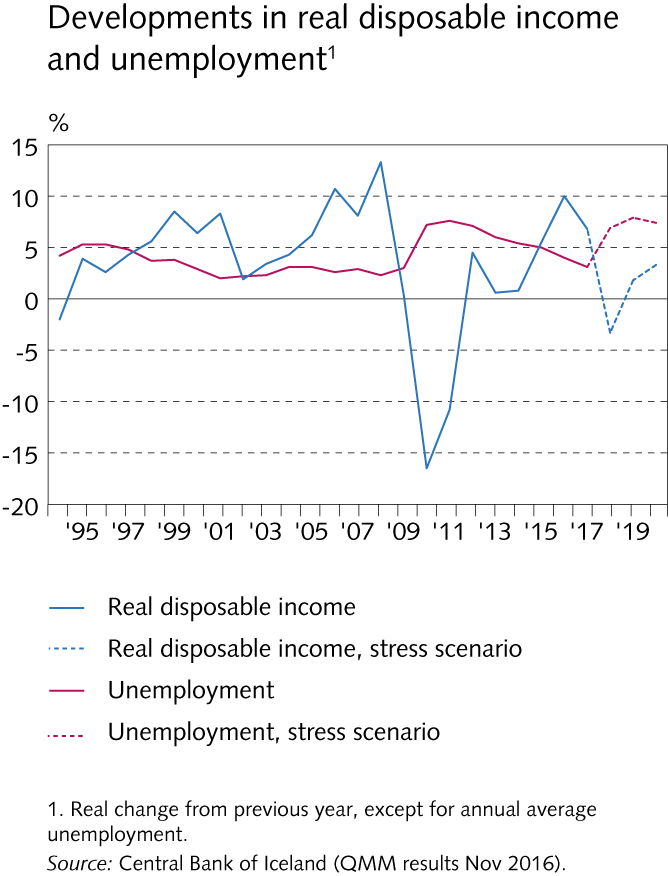 Developments in real disposable income
and unemployment¹
%
15
10
5
0
-5
-10
-15
-20
'95 '97 '99 '01 '03 '05 '07 '09 '11 '13 '15 '17 '19
Real disposable income
Real disposable income, stress scenario
Unemployment
Unemployment, stress scenario
1. Real change from previous year, except for annual average
unemployment.
Source: Central Bank of Iceland (QMM results Nov 2016).